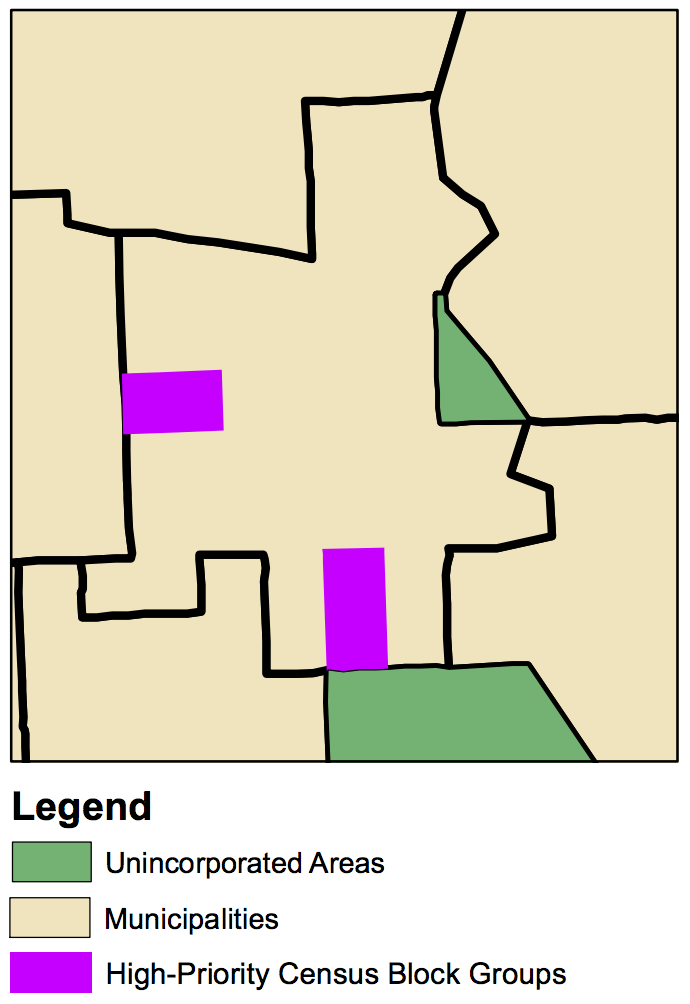 Legend
Unincorporated Areas
Municipalities
High-Priority Census Block Groups